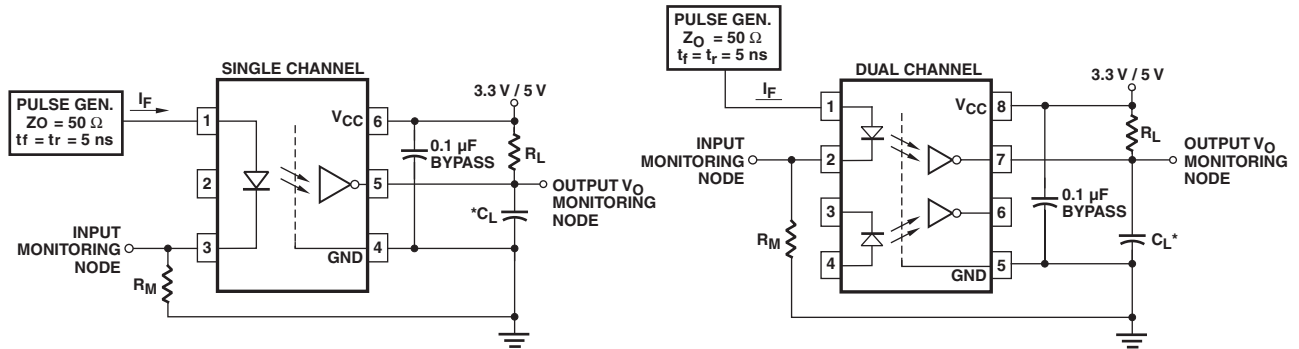 SINGLE CHANNEL
PULSE GEN.
ZO = 50 Ω
tf = tr = 5 ns
IF
1
2
3
VCC
6
5
4
GND
3.3 V / 5 V
0.1 µF
BYPASS
RL
OUTPUT VO
MONITORING
NODE
*CL
INPUT
MONITORING
NODE
RM
PULSE GEN.
ZO = 50 Ω
tf = tr = 5 ns
DUAL CHANNEL
IF
1
2
3
4
VCC
8
7
6
5
GND
3.3 V / 5 V
RL
OUTPUT VO
MONITORING
NODE
0.1 µF
BYPASS
CL*
INPUT
MONITORING
NODE
RM